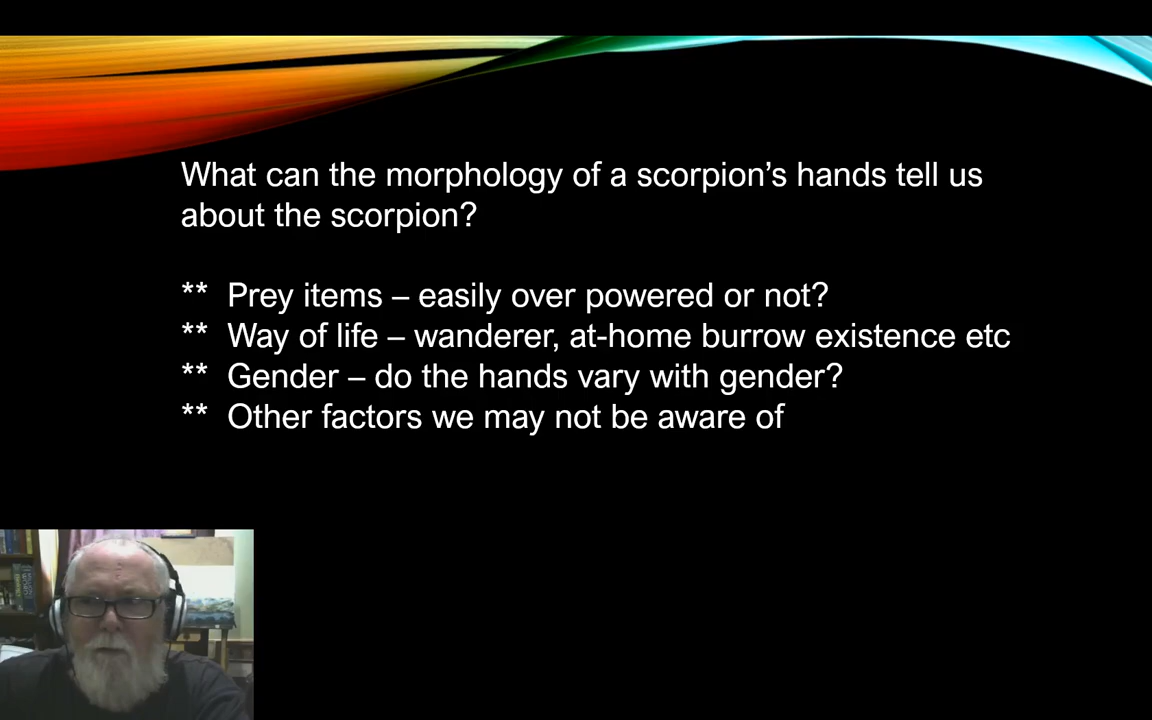 What can the morphology of a scorpion’s hands tell us
about the scorpion?
** Prey items – easily over powered or not?
** Way of life – wanderer, at-home burrow existence etc
** Gender – do the hands vary with gender?
** Other factors we may not be aware of